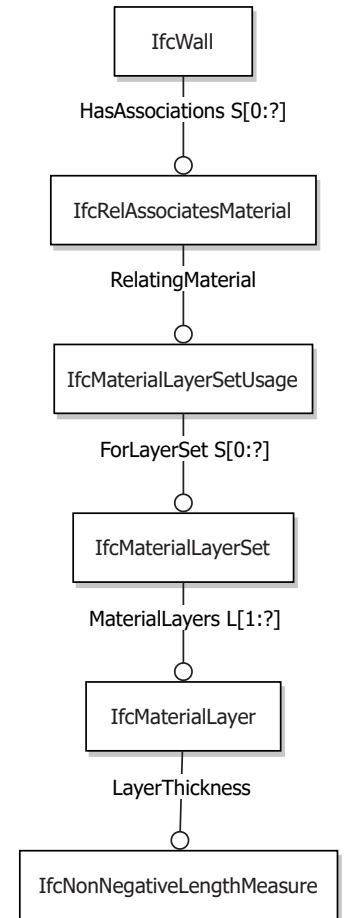 IfcWall
HasAssociations S[0:?]
IfcRelAssociatesMaterial
RelatingMaterial
IfcMaterialLayerSetUsage
ForLayerSet S[0:?]
IfcMaterialLayerSet
MaterialLayers L[1:?]
IfcMaterialLayer
LayerThickness
IfcNonNegativeLengthMeasure